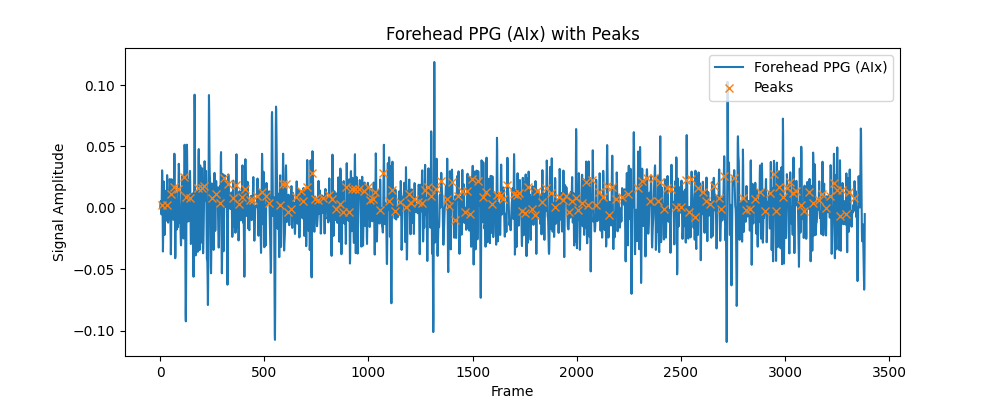 Forehead PPG (AIx) with Peaks
Forehead PPG (AIx)
Peaks
Signal Amplitude
0.10
0.05
0.00
−0.05
−0.10
0 500 1000 1500 2000 2500 3000 3500
Frame